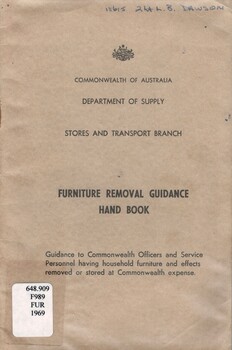 COMMONWEALTH OF AUSTRALIA
DEPARTMENT OF SUPPLY
STORES AND TRANSPORT BRANCH
FURNITURE REMOVAL GUIDANCE
HAND BOOK
Guidance to Commonwealth Officers and Service
Personnel having household furniture and effects
removed or stored at Commonwealth expense.
648.909
F989
FUR
1969